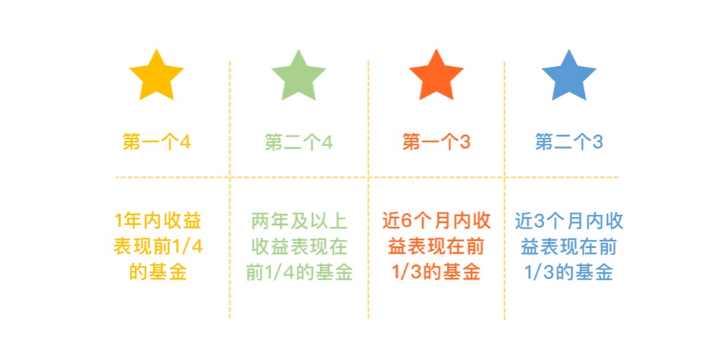 第一个4
第二个4
第一个3
第二个3
1年内收益
表现前1/4
的基金
两年及以上
收益表现在
前1/4的基金
近6个月内收
益表现在前
1/3的基金
近3个月内收
益表现在前
1/3的基金